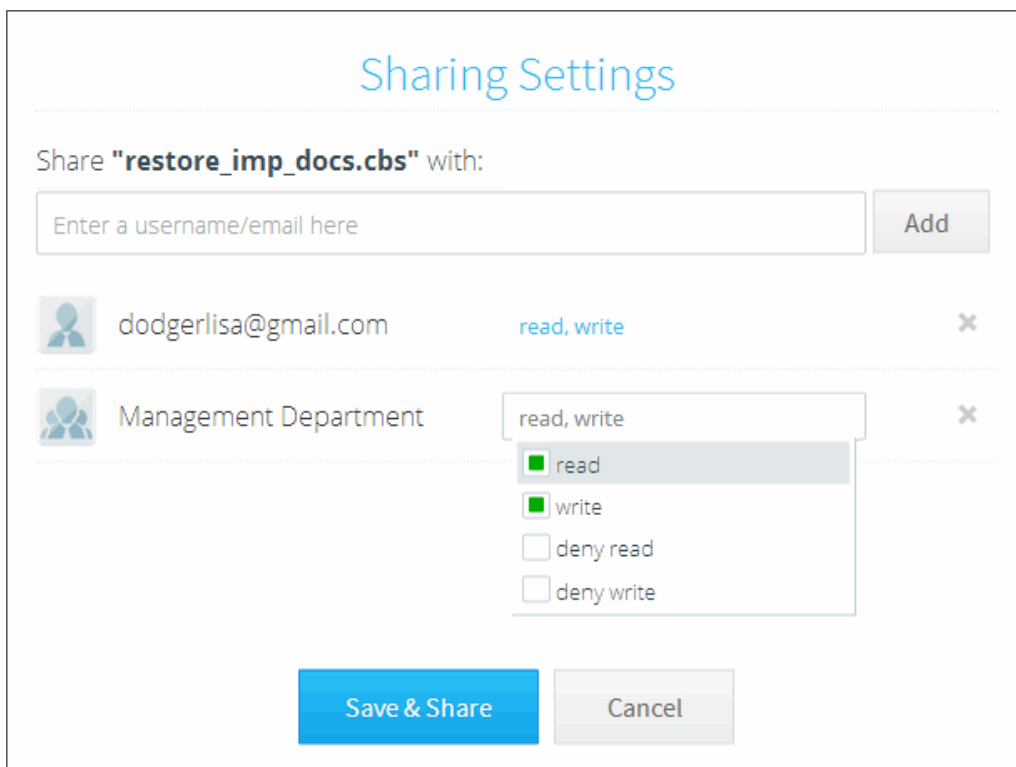 Sharing Settings
Share "restore_imp_docs.cbs" with:
Enter a username/email here
Add
dodgerlisa@gmail.com read, write
Management Department read, write
read
write
deny read
deny write
Save & Share Cancel